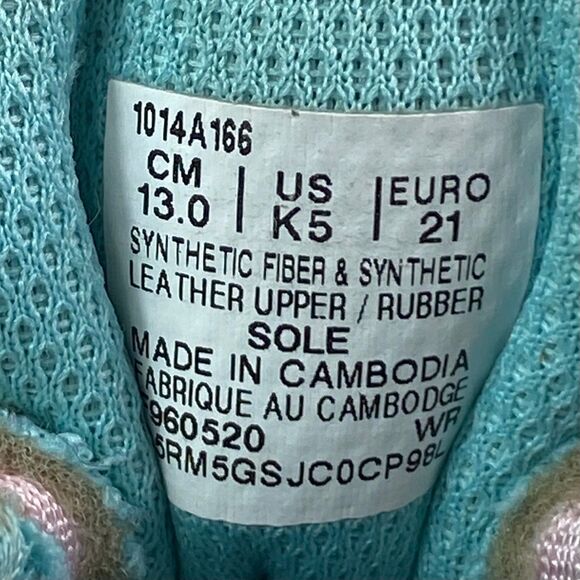 1014A166
CM | US | EURO
13.0 | K5 | 21
SYNTHETIC FIBER & SYNTHETIC
LEATHER UPPER / RUBBER
SOLE
MADE IN CAMBODIA
FABRIQUE AU CAMBODGE
960520 WR
5RM5GSJC0CP98L